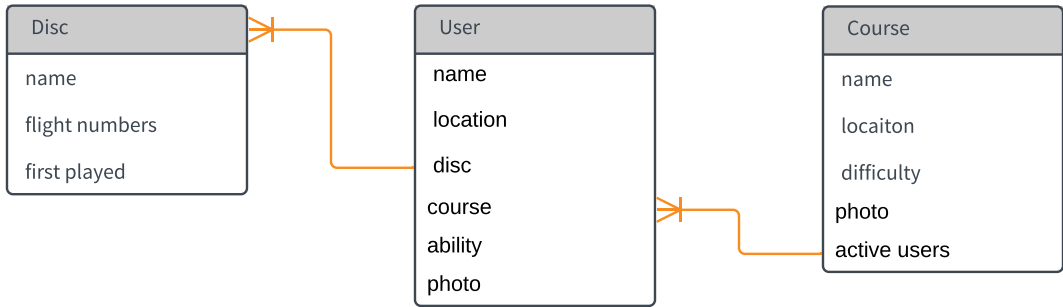 Disc
name
flight numbers
first played
User
name
location
disc
course
ability
photo
Course
name
locaiton
difficulty
photo
active users